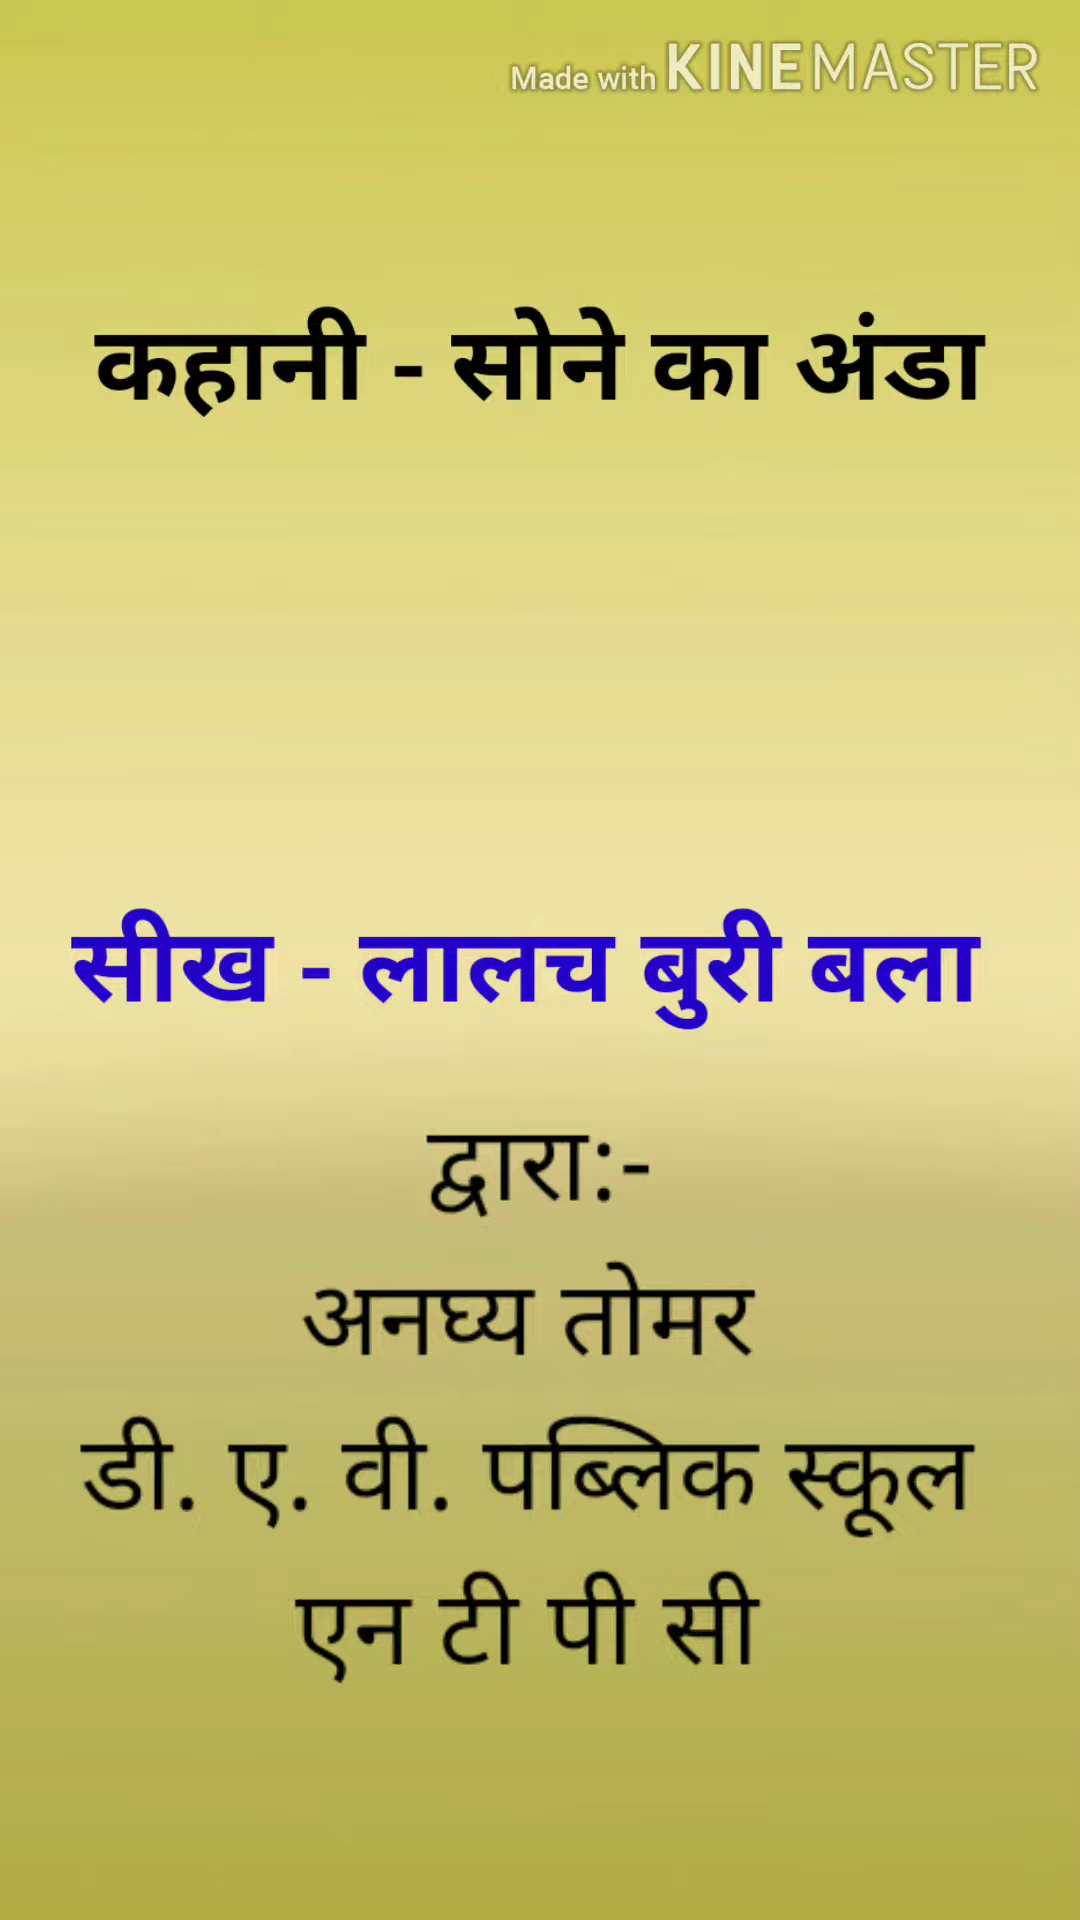 Made with KINEMASTER
कहानी - सोने का अंडा
सीख - लालच बुरी बला
द्वारा:-
अनघ्य तोमर
डी. ए. वी. पब्लिक स्कूल
एन टी पी सी